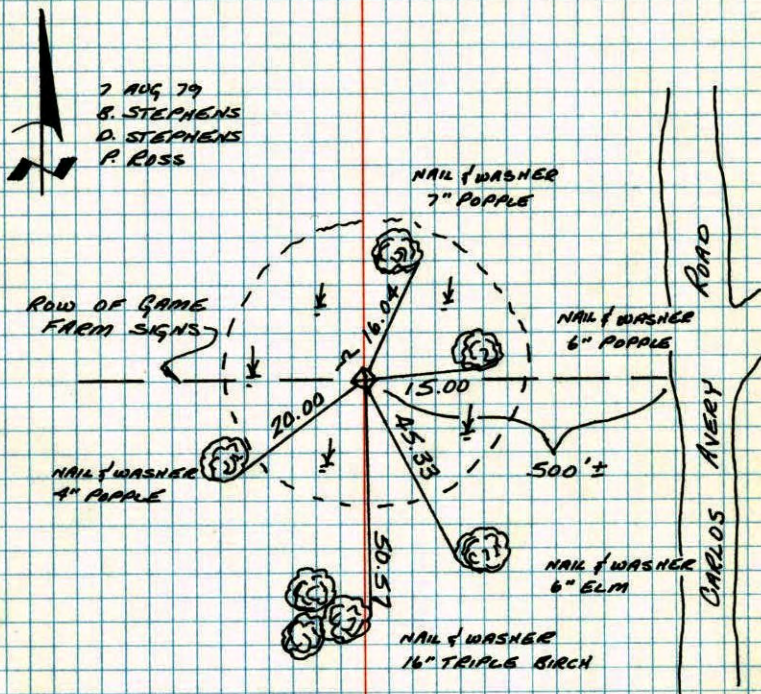 7 AUG 79
B. STEPHENS
D. STEPHENS
P. ROSS
N
NAIL & WASHER
7" POPPLE
ROW OF GAME
FARM SIGNS
16.04
NAIL & WASHER
6" POPPLE
15.00
20.00
45.33
500'±
NAIL & WASHER
4" POPPLE
50.57
NAIL & WASHER
6" ELM
NAIL & WASHER
16" TRIPLE BIRCH
CARLOS AVERY ROAD